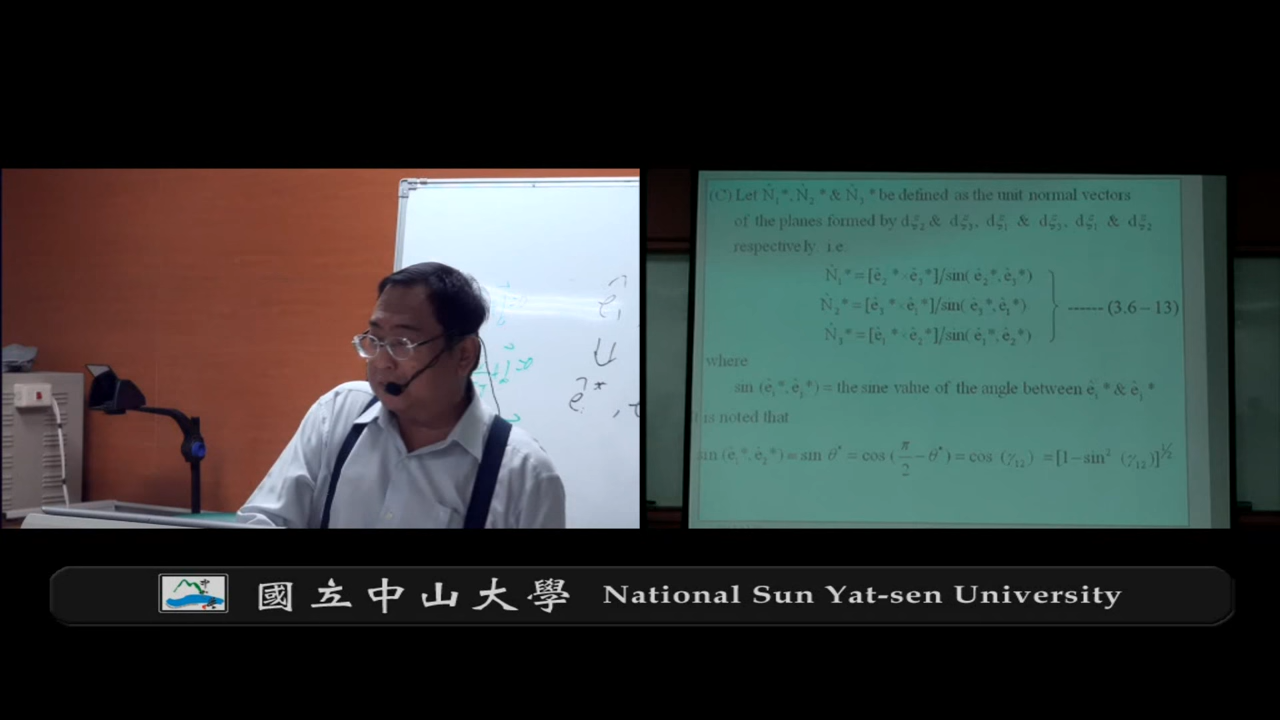 (C) Let N̂₁*, N̂₂* & N̂₃* be defined as the unit normal vectors
of the planes formed by dξ₂ & dξ₃, dξ₁ & dξ₃, dξ₁ & dξ₂
respectively. i.e.
N̂₁* = [ê₂* × ê₃*]/sin( ê₂*, ê₃*)
N̂₂* = [ê₃* × ê₁*]/sin( ê₃*, ê₁*) ------ (3.6 – 13)
N̂₃* = [ê₁* × ê₂*]/sin( ê₁*, ê₂*)
where
sin (ê₁*, ê₂*) = the sine value of the angle between ê₁* & ê₁*
is noted that
sin (ê₁*, ê₂*) = sin θ* = cos (π/2 − θ*) = cos (γ₁₂) = [1 − sin² (γ₁₂)]^½
ê₁
ê*
國立中山大學 National Sun Yat-sen University